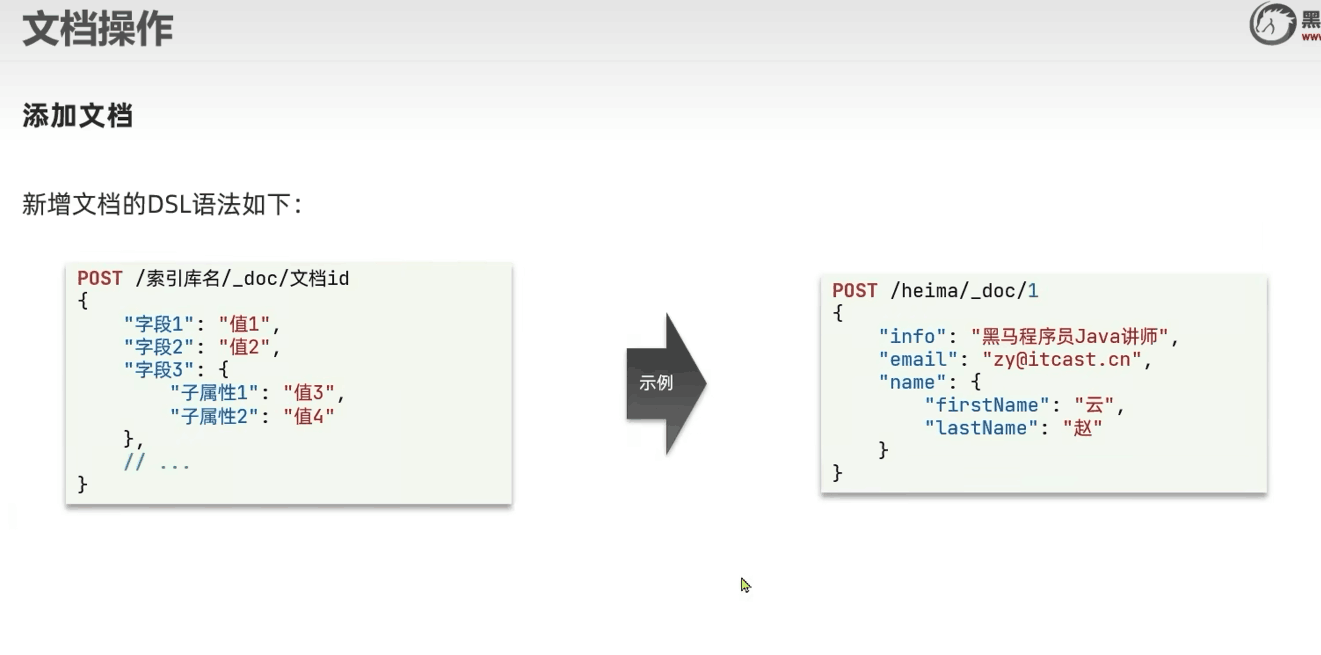 文档操作
黑
www
添加文档
新增文档的DSL语法如下：
POST /索引库名/_doc/文档id
{
    "字段1": "值1",
    "字段2": "值2",
    "字段3": {
        "子属性1": "值3",
        "子属性2": "值4"
    },
    // ...
}
示例
POST /heima/_doc/1
{
    "info": "黑马程序员Java讲师",
    "email": "zy@itcast.cn",
    "name": {
        "firstName": "云",
        "lastName": "赵"
    }
}